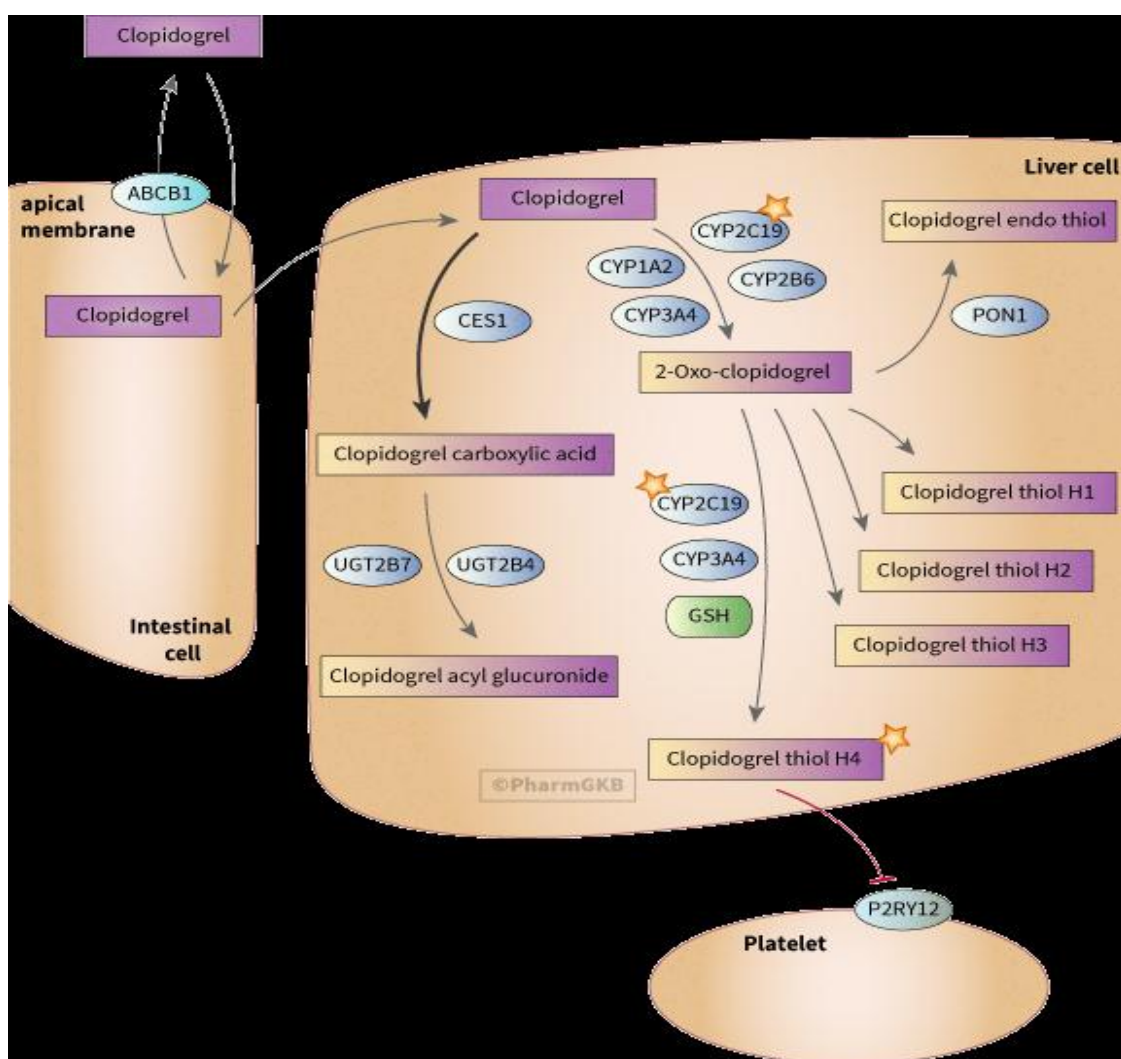 Clopidogrel
ABCB1
apical
membrane
Clopidogrel
Intestinal
cell
Liver cell
Clopidogrel
CYP2C19
CYP1A2
CYP2B6
CYP3A4
Clopidogrel endo thiol
PON1
CES1
2-Oxo-clopidogrel
Clopidogrel carboxylic acid
UGT2B7
UGT2B4
Clopidogrel acyl glucuronide
CYP2C19
CYP3A4
GSH
Clopidogrel thiol H1
Clopidogrel thiol H2
Clopidogrel thiol H3
Clopidogrel thiol H4
©PharmGKB
P2RY12
Platelet